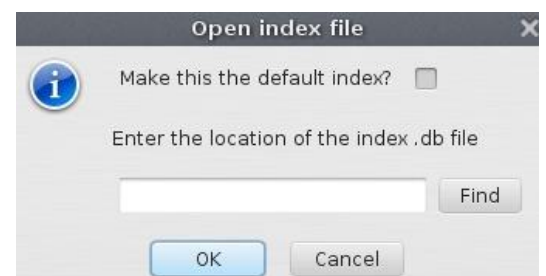 Open index file
Make this the default index?
Enter the location of the index .db file
Find
OK Cancel